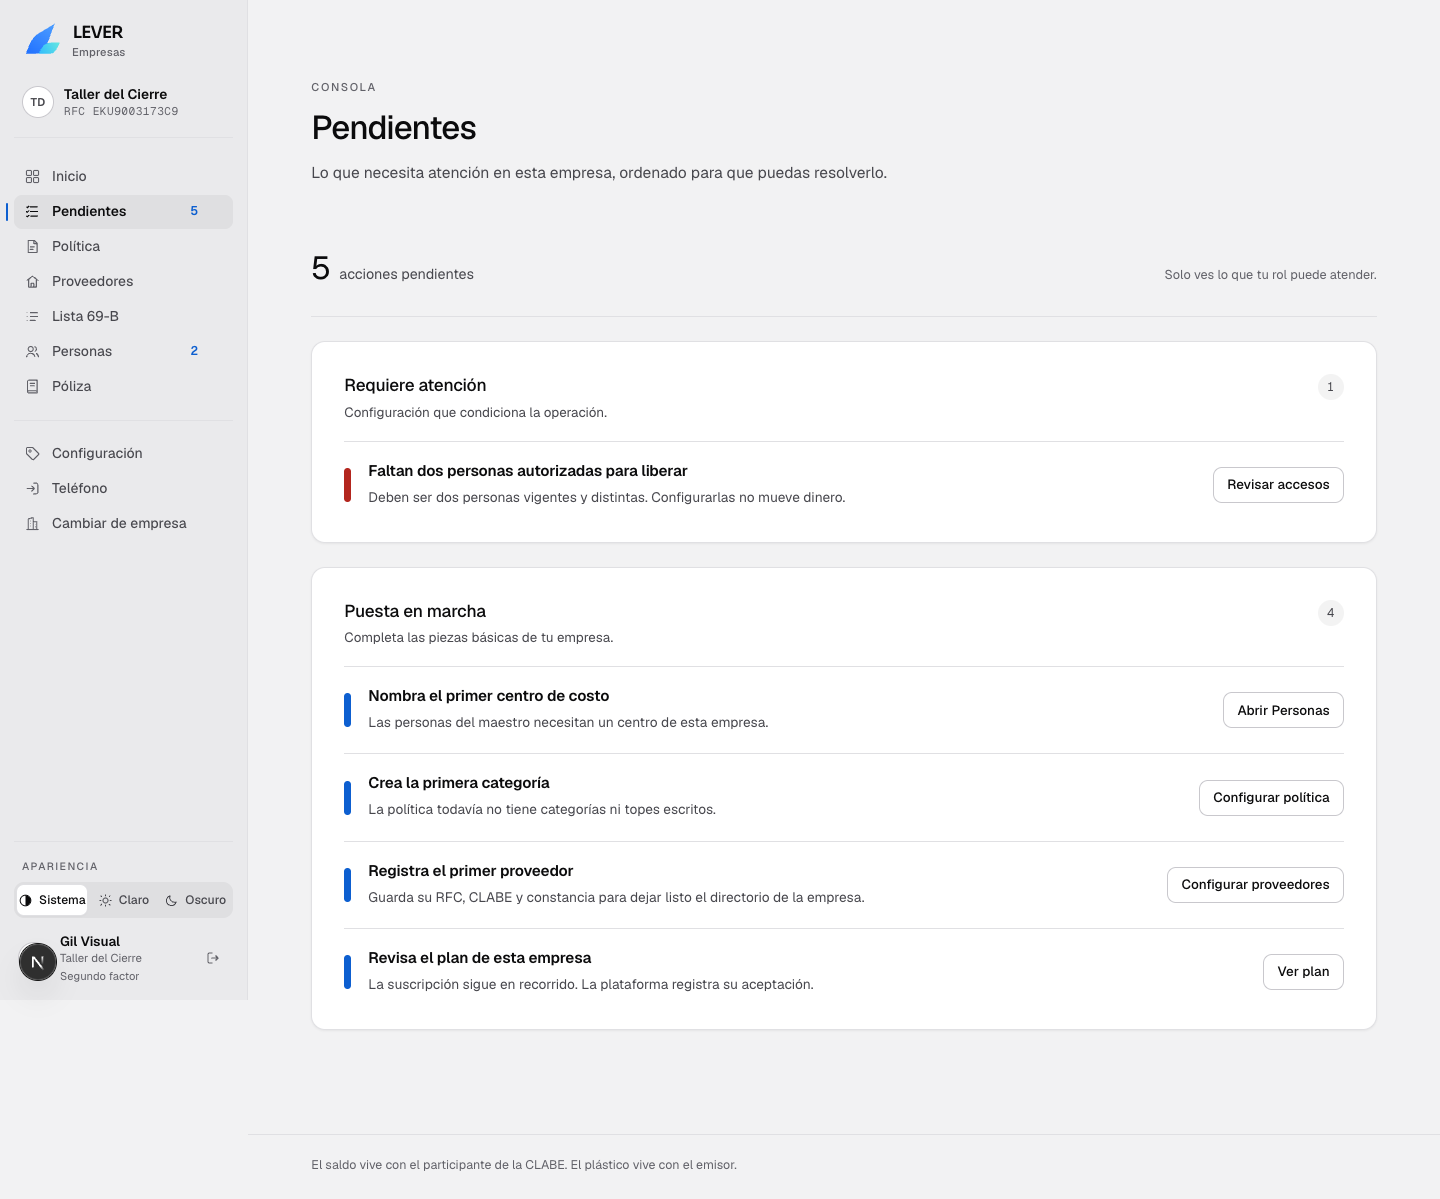 LEVER
Empresas
TD
Taller del Cierre
RFC EKU9003173C9
Inicio
Pendientes 5
Política
Proveedores
Lista 69-B
Personas 2
Póliza
Configuración
Teléfono
Cambiar de empresa
APARIENCIA
Sistema Claro Oscuro
N
Gil Visual
Taller del Cierre
Segundo factor
CONSOLA
Pendientes
Lo que necesita atención en esta empresa, ordenado para que puedas resolverlo.
5 acciones pendientes
Solo ves lo que tu rol puede atender.
Requiere atención 1
Configuración que condiciona la operación.
Faltan dos personas autorizadas para liberar
Deben ser dos personas vigentes y distintas. Configurarlas no mueve dinero.
Revisar accesos
Puesta en marcha 4
Completa las piezas básicas de tu empresa.
Nombra el primer centro de costo
Las personas del maestro necesitan un centro de esta empresa.
Abrir Personas
Crea la primera categoría
La política todavía no tiene categorías ni topes escritos.
Configurar política
Registra el primer proveedor
Guarda su RFC, CLABE y constancia para dejar listo el directorio de la empresa.
Configurar proveedores
Revisa el plan de esta empresa
La suscripción sigue en recorrido. La plataforma registra su aceptación.
Ver plan
El saldo vive con el participante de la CLABE. El plástico vive con el emisor.